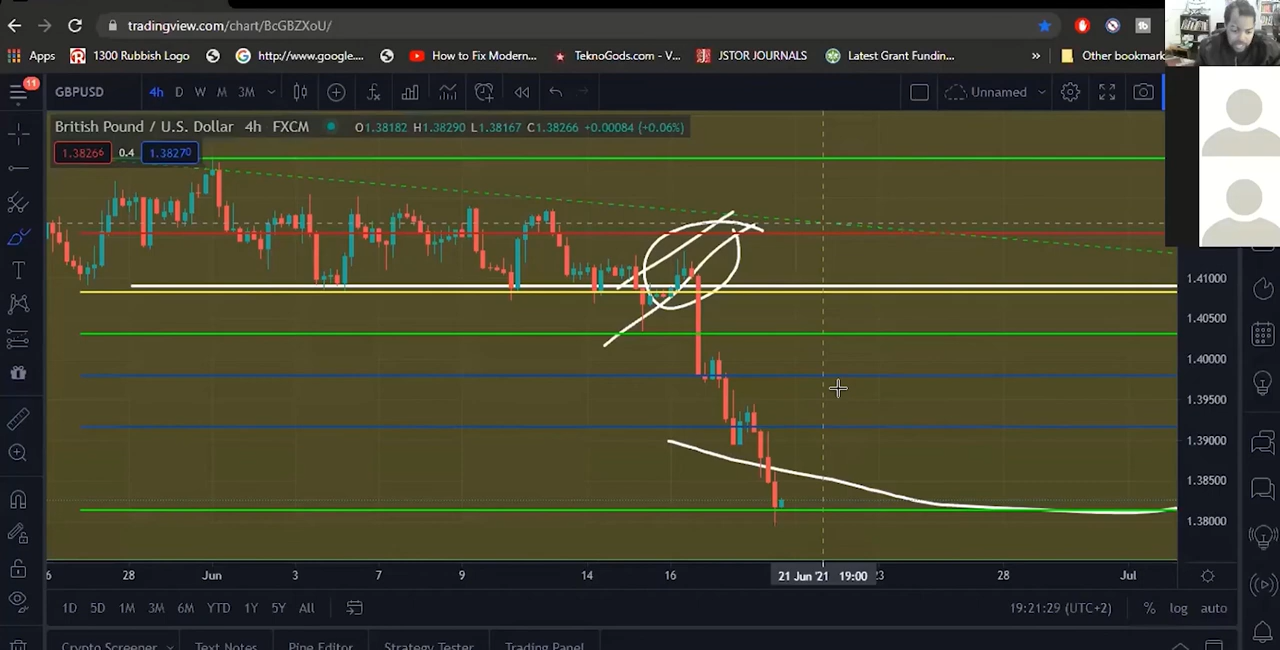 tradingview.com/chart/BcGBZXoU/
Apps 1300 Rubbish Logo http://www.google.... How to Fix Modern... TeknoGods.com - V... JSTOR JOURNALS Latest Grant Fundin... » Other bookmark
11 GBPUSD 4h D W M 3M Unnamed
British Pound / U.S. Dollar 4h FXCM O1.38182 H1.38290 L1.38167 C1.38266 +0.00084 (+0.06%)
1.38266 0.4 1.38270
1.41000
1.40500
1.40000
1.39500
1.39000
1.38500
1.38000
6 28 Jun 3 7 9 14 16 21 Jun '21 19:00 23 28 Jul
1D 5D 1M 3M 6M YTD 1Y 5Y All 19:21:29 (UTC+2) % log auto
Crypto Screener Text Notes Pine Editor Strategy Tester Trading Panel